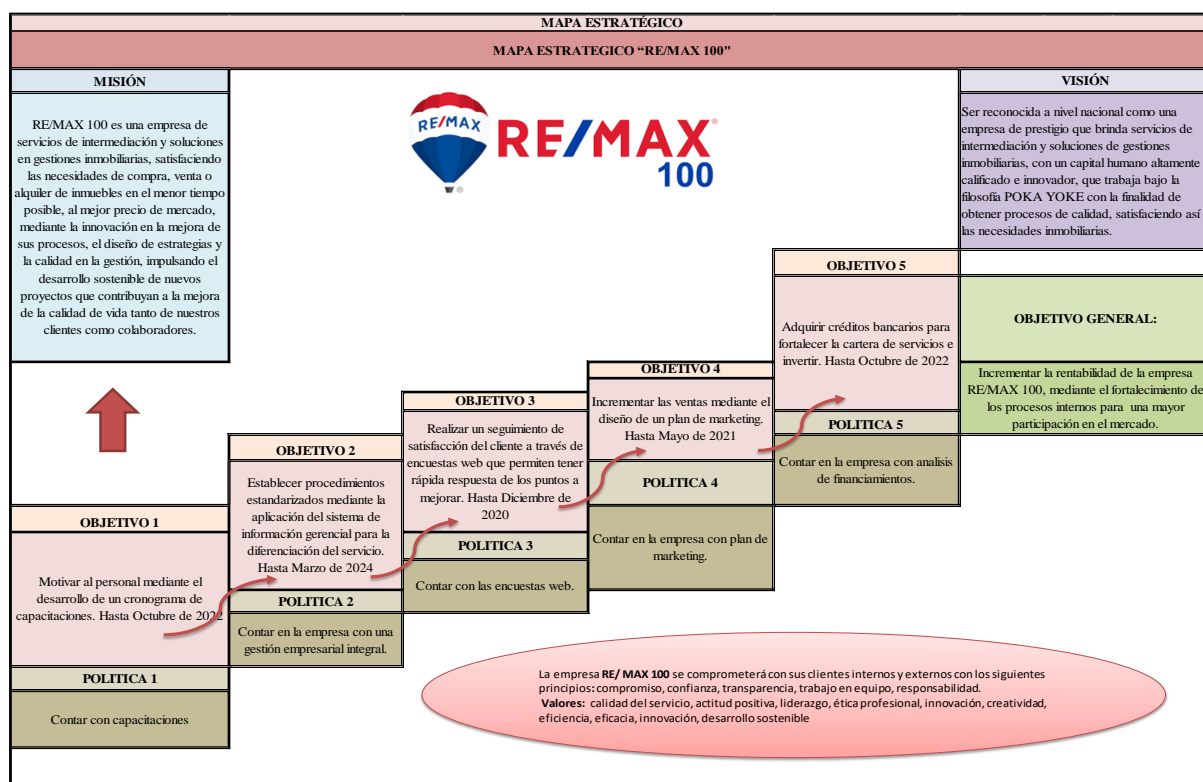 MAPA ESTRATÉGICO
MAPA ESTRATEGICO “RE/MAX 100"
MISIÓN
RE/MAX 100 es una empresa de
servicios de intermediación y soluciones
en gestiones inmobiliarias, satisfaciendo
las necesidades de compra, venta o
alquiler de inmuebles en el menor tiempo
posible, al mejor precio de mercado,
mediante la innovación en la mejora de
sus procesos, el diseño de estrategias y
la calidad en la gestión, impulsando el
desarrollo sostenible de nuevos
proyectos que contribuyan a la mejora
de la calidad de vida tanto de nuestros
clientes como colaboradores.
RE/MAX
RE/MAX®
100
VISIÓN
Ser reconocida a nivel nacional como una
empresa de prestigio que brinda servicios de
intermediación y soluciones de gestiones
inmobiliarias, con un capital humano altamente
calificado e innovador, que trabaja bajo la
filosofía POKA YOKE con la finalidad de
obtener procesos de calidad, satisfaciendo así
las necesidades inmobiliarias.
OBJETIVO GENERAL:
Incrementar la rentabilidad de la empresa
RE/MAX 100, mediante el fortalecimiento de
los procesos internos para una mayor
participación en el mercado.
OBJETIVO 1
Motivar al personal mediante el
desarrollo de un cronograma de
capacitaciones. Hasta Octubre de 2022
POLITICA 1
Contar con capacitaciones
OBJETIVO 2
Establecer procedimientos
estandarizados mediante la
aplicación del sistema de
información gerencial para la
diferenciación del servicio.
Hasta Marzo de 2024
POLITICA 2
Contar en la empresa con una
gestión empresarial integral.
OBJETIVO 3
Realizar un seguimiento de
satisfacción del cliente a través de
encuestas web que permiten tener
rápida respuesta de los puntos a
mejorar. Hasta Diciembre de
2020
POLITICA 3
Contar con las encuestas web.
OBJETIVO 4
Incrementar las ventas mediante el
diseño de un plan de marketing.
Hasta Mayo de 2021
POLITICA 4
Contar en la empresa con plan de
marketing.
OBJETIVO 5
Adquirir créditos bancarios para
fortalecer la cartera de servicios e
invertir. Hasta Octubre de 2022
POLITICA 5
Contar en la empresa con analisis
de financiamientos.
La empresa RE/ MAX 100 se comprometerá con sus clientes internos y externos con los siguientes
principios: compromiso, confianza, transparencia, trabajo en equipo, responsabilidad.
Valores: calidad del servicio, actitud positiva, liderazgo, ética profesional, innovación, creatividad,
eficiencia, eficacia, innovación, desarrollo sostenible